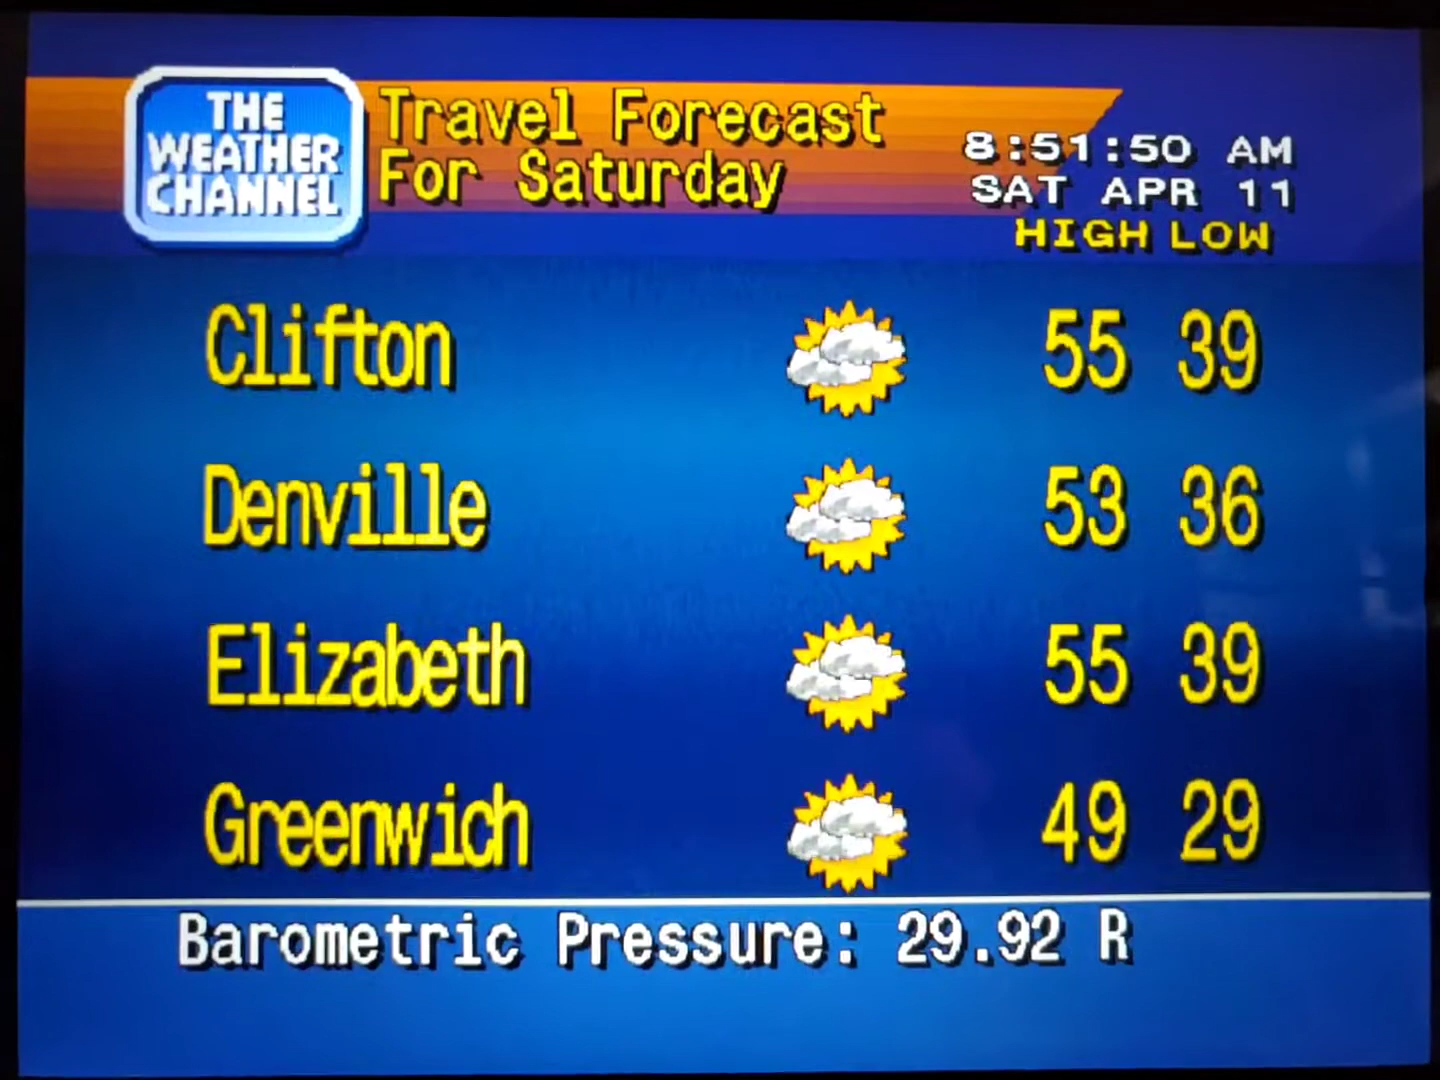 THE
WEATHER
CHANNEL
Travel Forecast
For Saturday
8:51:50 AM
SAT APR 11
HIGH LOW
Clifton 55 39
Denville 53 36
Elizabeth 55 39
Greenwich 49 29
Barometric Pressure: 29.92 R